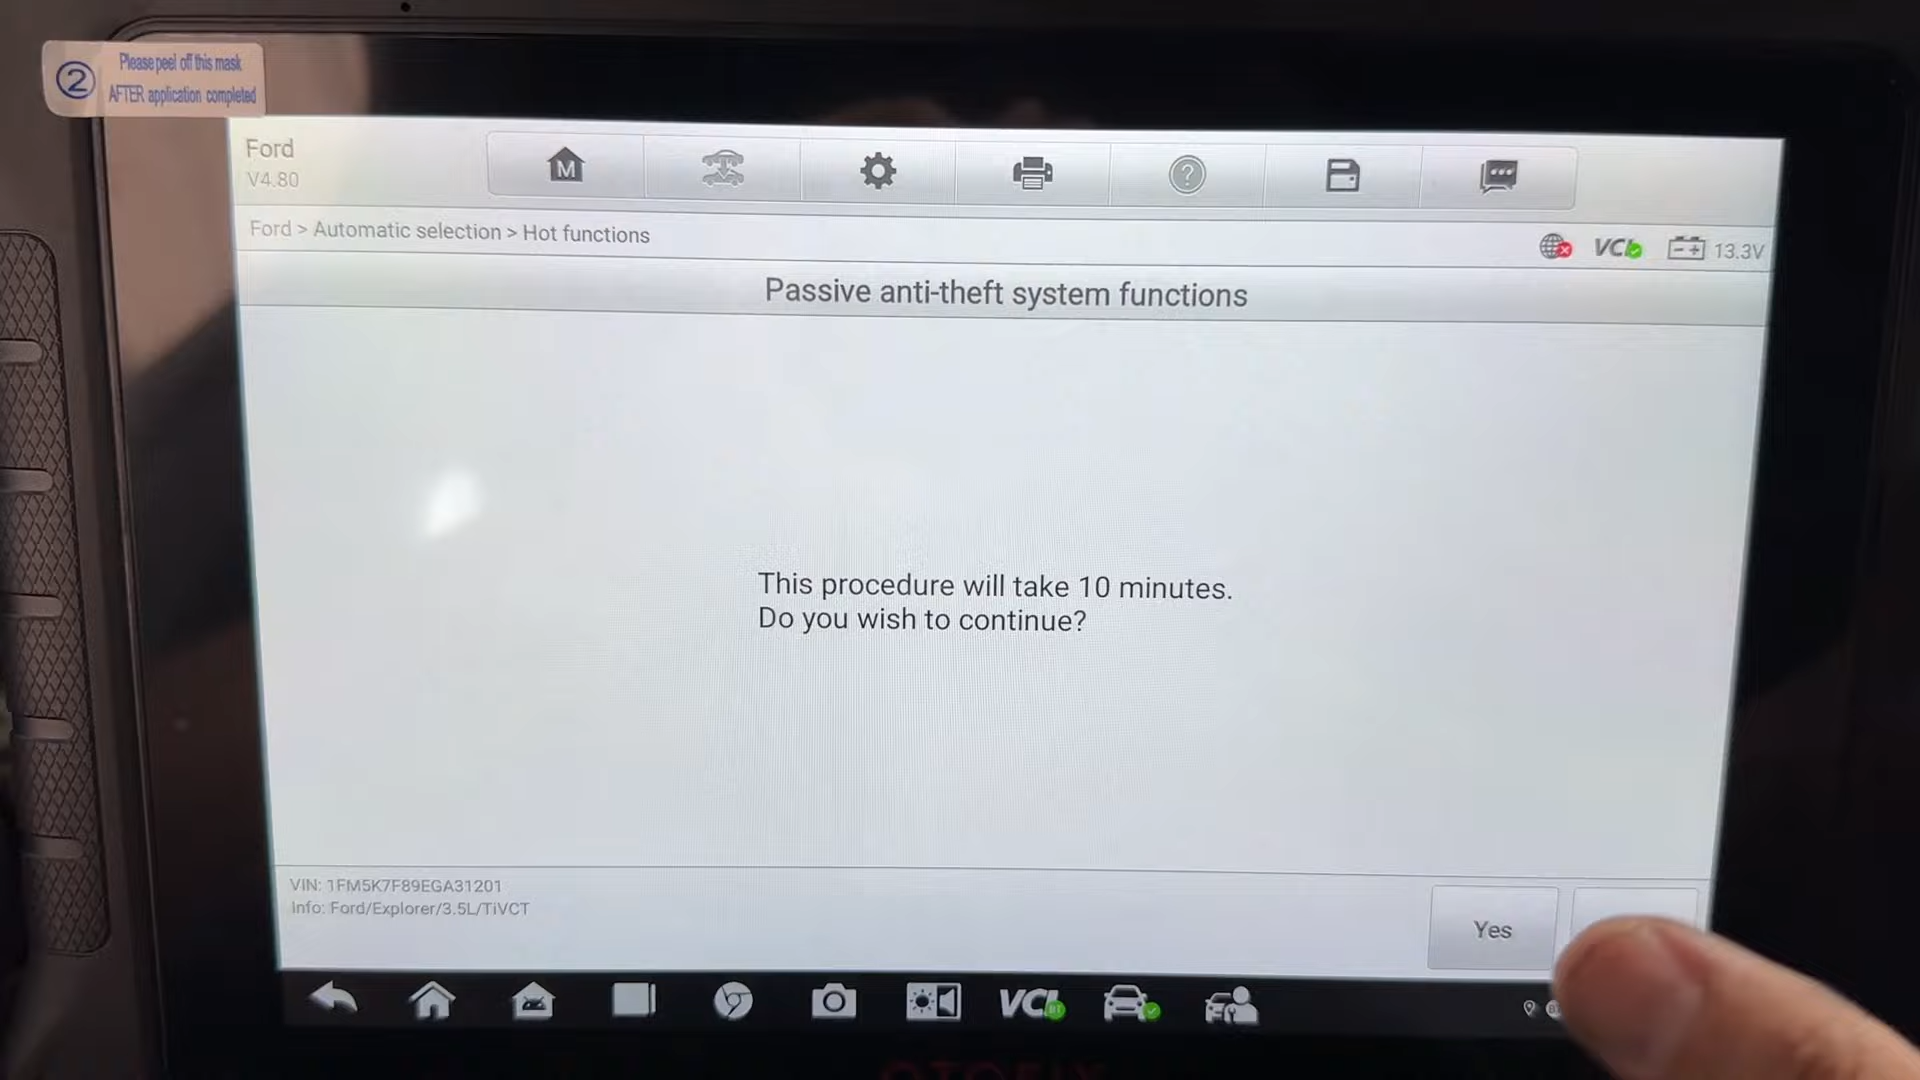 2
Please peel off this mask
AFTER application completed
Ford
V4.80
M
?
Ford > Automatic selection > Hot functions
VCI
13.3V
Passive anti-theft system functions
This procedure will take 10 minutes.
Do you wish to continue?
VIN: 1FM5K7F89EGA31201
Info: Ford/Explorer/3.5L/TiVCT
Yes
VCI
BT